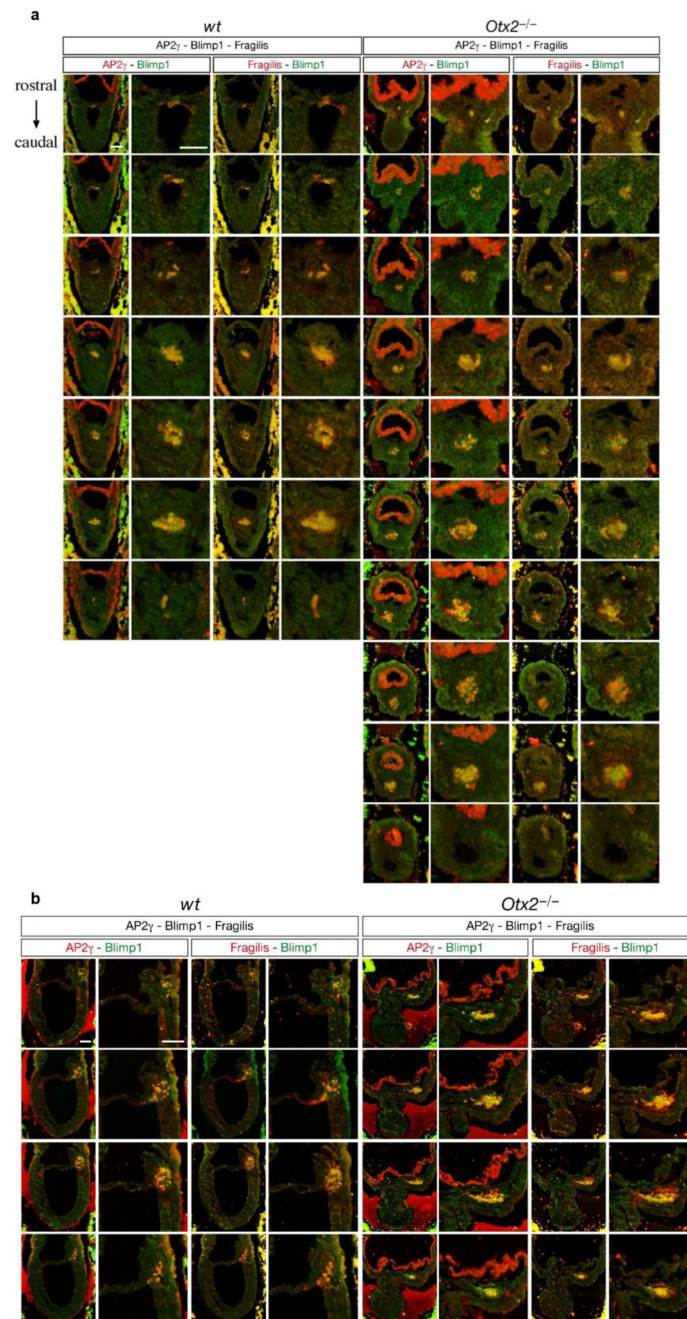 a
wt Otx2−/−
AP2γ - Blimp1 - Fragilis AP2γ - Blimp1 - Fragilis
AP2γ - Blimp1 Fragilis - Blimp1 AP2γ - Blimp1 Fragilis - Blimp1
rostral
caudal
b
wt Otx2−/−
AP2γ - Blimp1 - Fragilis AP2γ - Blimp1 - Fragilis
AP2γ - Blimp1 Fragilis - Blimp1 AP2γ - Blimp1 Fragilis - Blimp1